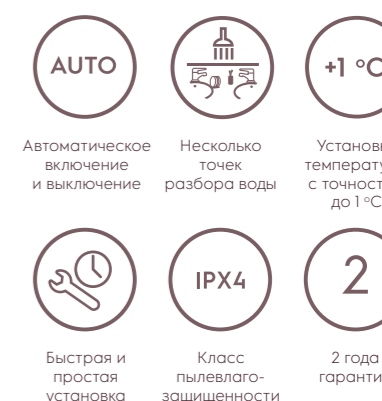 AUTO
+1 °C
Автоматическое
включение
и выключение
Несколько
точек
разбора воды
с точност
до 1 °C
IPX4
2
Быстрая и
простая
установка
Класс
пылевлаго-
защищенности
2 года